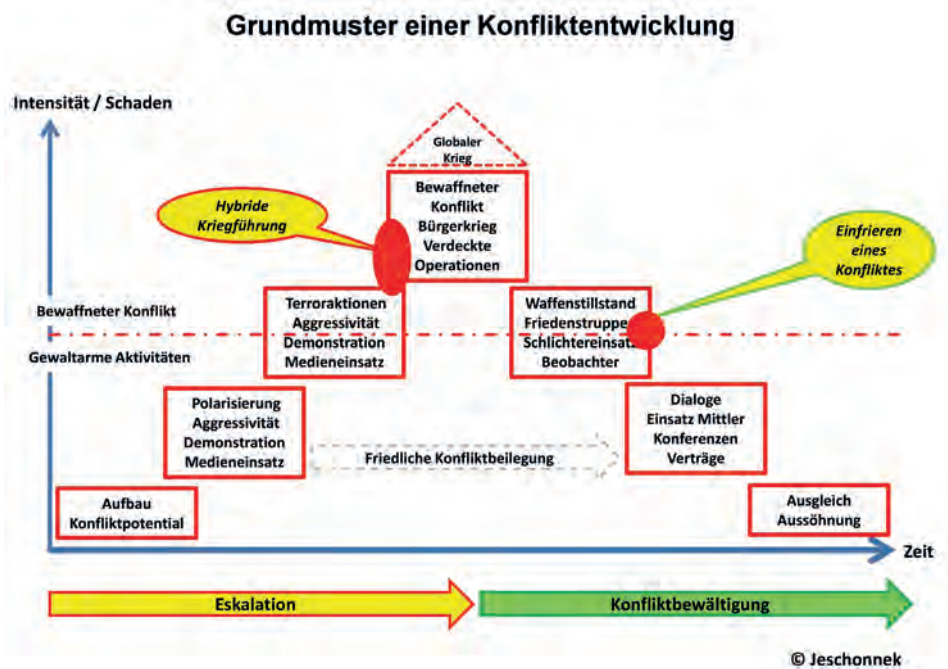 Grundmuster einer Konfliktentwicklung
Intensität / Schaden
Globaler
Krieg
Bewaffneter
Konflikt
Bürgerkrieg
Verdeckte
Operationen
Hybride
Kriegführung
Einfrieren
eines
Konfliktes
Bewaffneter Konflikt
Gewaltarme Aktivitäten
Terroraktionen
Aggressivität
Demonstration
Medieneinsatz
Waffenstillstand
Friedenstruppe
Schlichtereinsatz
Beobachter
Polarisierung
Aggressivität
Demonstration
Medieneinsatz
Friedliche Konfliktbeilegung
Dialoge
Einsatz Mittler
Konferenzen
Verträge
Aufbau
Konfliktpotential
Ausgleich
Aussöhnung
Zeit
Eskalation
Konfliktbewältigung
© Jeschonnek